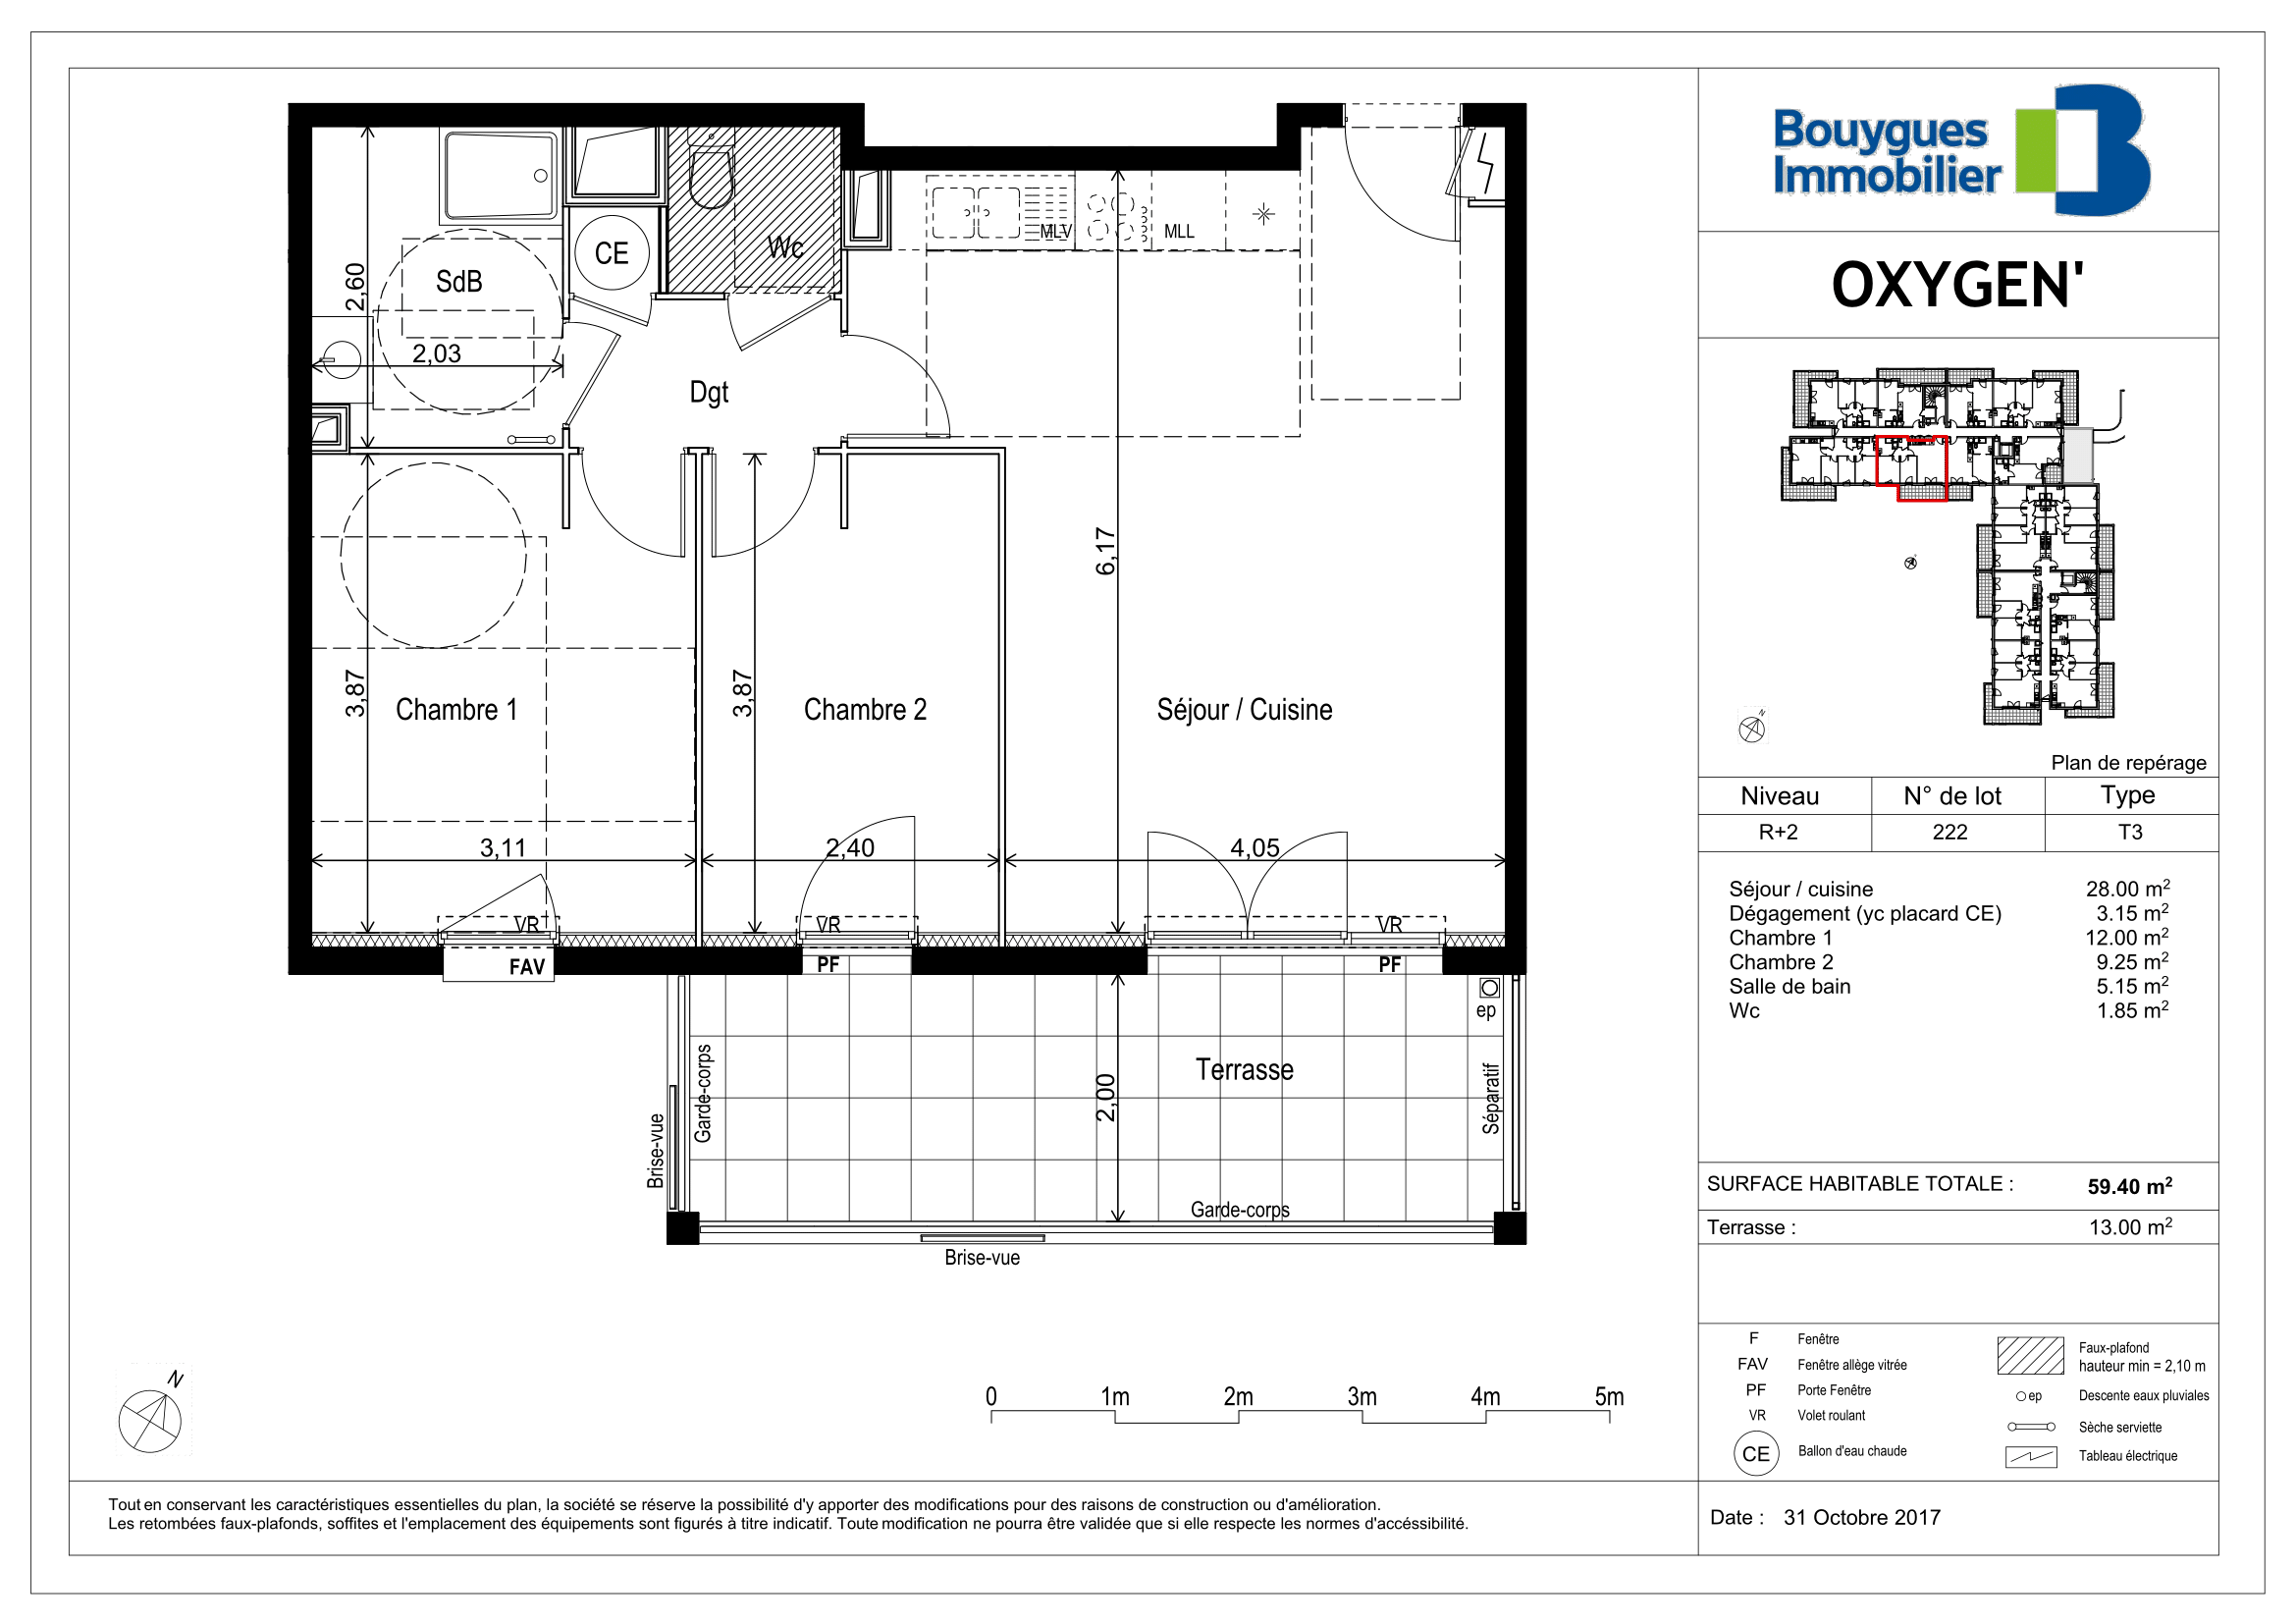 SdB
CE
Wc
MLV
MLL
2,60
2,03
Dgt
6,17
3,87
Chambre 1
3,87
Chambre 2
Séjour / Cuisine
3,11
2,40
4,05
VR
VR
VR
FAV
PF
PF
ep
Terrasse
2,00
Garde-corps
Brise-vue
Séparatif
Garde-corps
Brise-vue
N
0 1m 2m 3m 4m 5m
Tout en conservant les caractéristiques essentielles du plan, la société se réserve la possibilité d'y apporter des modifications pour des raisons de construction ou d'amélioration.
Les retombées faux-plafonds, soffites et l'emplacement des équipements sont figurés à titre indicatif. Toute modification ne pourra être validée que si elle respecte les normes d'accéssibilité.
Bouygues
Immobilier
OXYGEN'
N
Plan de repérage
Niveau N° de lot Type
R+2 222 T3
Séjour / cuisine 28.00 m²
Dégagement (yc placard CE) 3.15 m²
Chambre 1 12.00 m²
Chambre 2 9.25 m²
Salle de bain 5.15 m²
Wc 1.85 m²
SURFACE HABITABLE TOTALE : 59.40 m²
Terrasse : 13.00 m²
F Fenêtre
FAV Fenêtre allège vitrée
PF Porte Fenêtre
VR Volet roulant
CE Ballon d'eau chaude
Faux-plafond
hauteur min = 2,10 m
ep Descente eaux pluviales
Sèche serviette
Tableau électrique
Date : 31 Octobre 2017